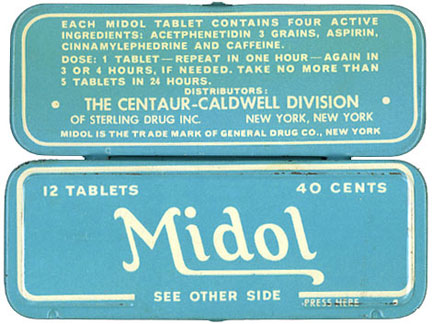 EACH MIDOL TABLET CONTAINS FOUR ACTIVE
INGREDIENTS: ACETPHENETIDIN 3 GRAINS, ASPIRIN,
CINNAMYLEPHEDRINE AND CAFFEINE.
DOSE: 1 TABLET—REPEAT IN ONE HOUR—AGAIN IN
3 OR 4 HOURS, IF NEEDED. TAKE NO MORE THAN
5 TABLETS IN 24 HOURS.
DISTRIBUTORS:
THE CENTAUR-CALDWELL DIVISION
OF STERLING DRUG INC. NEW YORK, NEW YORK
MIDOL IS THE TRADE MARK OF GENERAL DRUG CO., NEW YORK
12 TABLETS 40 CENTS
Midol
SEE OTHER SIDE
PRESS HERE